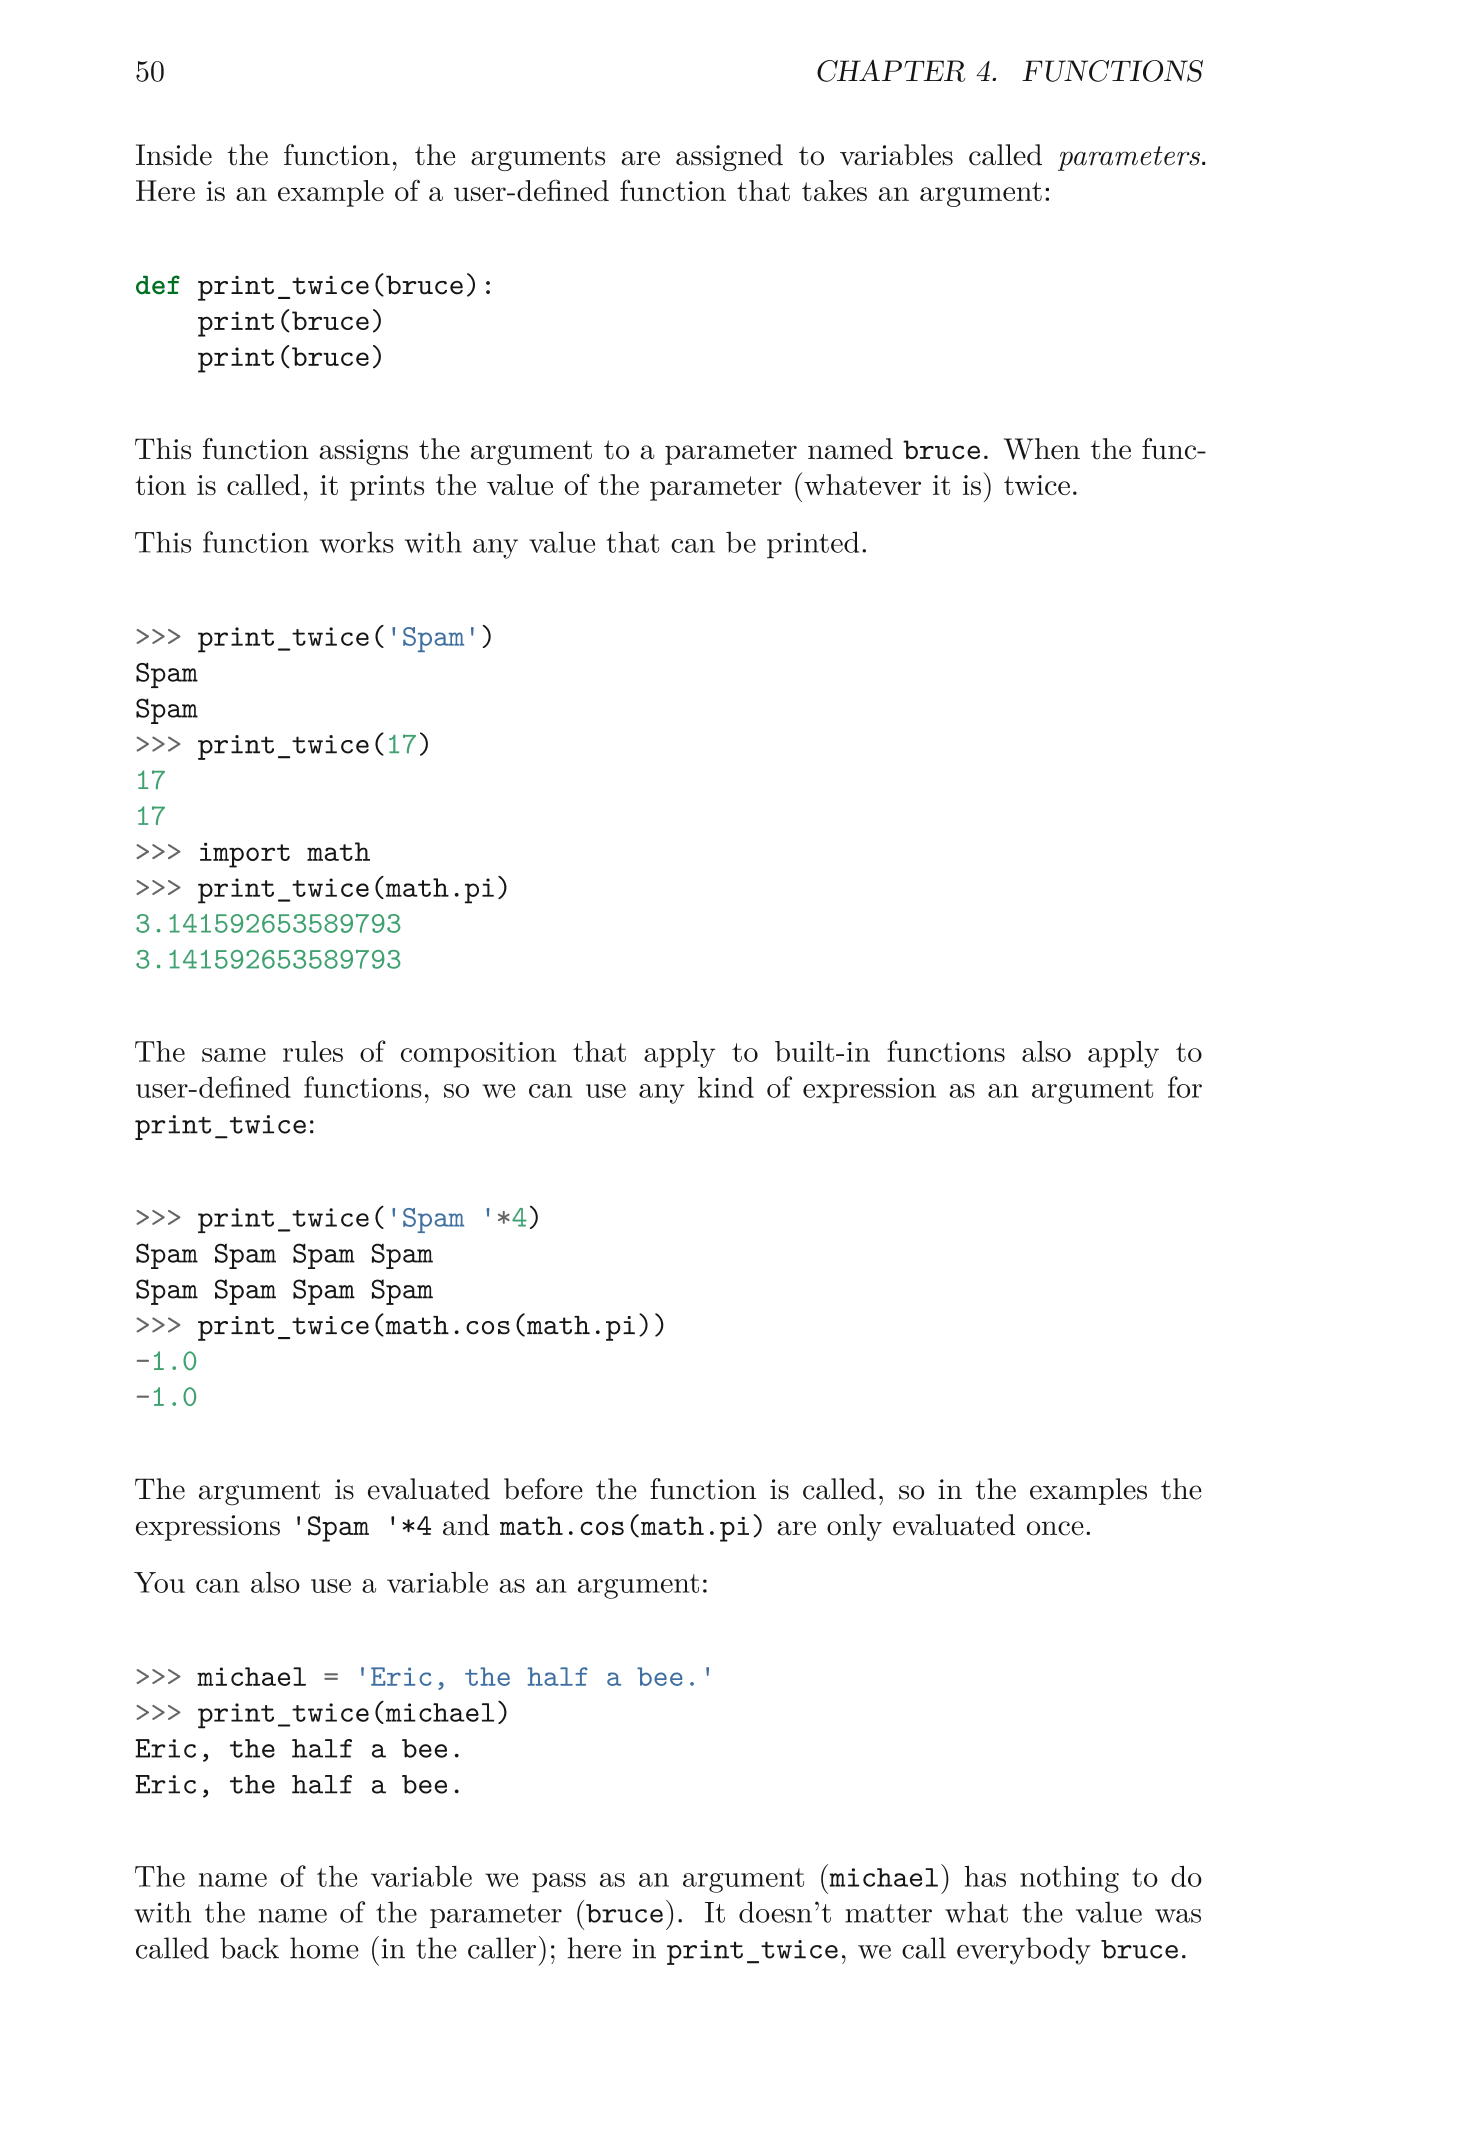 50 CHAPTER 4. FUNCTIONS
Inside the function, the arguments are assigned to variables called parameters.
Here is an example of a user-defined function that takes an argument:
def print_twice(bruce):
    print(bruce)
    print(bruce)
This function assigns the argument to a parameter named bruce. When the func-
tion is called, it prints the value of the parameter (whatever it is) twice.
This function works with any value that can be printed.
>>> print_twice('Spam')
Spam
Spam
>>> print_twice(17)
17
17
>>> import math
>>> print_twice(math.pi)
3.141592653589793
3.141592653589793
The same rules of composition that apply to built-in functions also apply to
user-defined functions, so we can use any kind of expression as an argument for
print_twice:
>>> print_twice('Spam '*4)
Spam Spam Spam Spam
Spam Spam Spam Spam
>>> print_twice(math.cos(math.pi))
-1.0
-1.0
The argument is evaluated before the function is called, so in the examples the
expressions 'Spam '*4 and math.cos(math.pi) are only evaluated once.
You can also use a variable as an argument:
>>> michael = 'Eric, the half a bee.'
>>> print_twice(michael)
Eric, the half a bee.
Eric, the half a bee.
The name of the variable we pass as an argument (michael) has nothing to do
with the name of the parameter (bruce). It doesn't matter what the value was
called back home (in the caller); here in print_twice, we call everybody bruce.